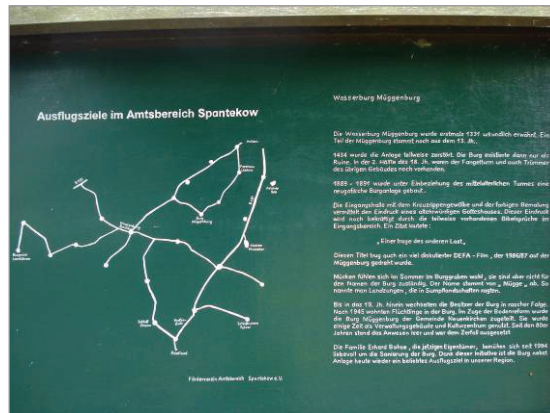 Ausflugsziele im Amtsbereich Spantekow
Förderverein Amtsbereich Spantekow e.V.
Wasserburg Müggenburg
Die Wasserburg Müggenburg wurde erstmals 1331 urkundlich erwähnt. Ein
Teil der Müggenburg stammt noch aus dem 13. Jh..
1454 wurde die Anlage teilweise zerstört. Die Burg existierte dann nur als
Ruine. In der 2. Hälfte des 18. Jh. waren der Fangelturm und auch Trümmer
des übrigen Gebäudes noch vorhanden.
1889 - 1891 wurde unter Einbeziehung des mittelalterlichen Turmes eine
neugotische Burganlage gebaut.
Die Eingangshalle mit dem Kreuzrippengewölbe und der farbigen Bemalung
vermittelt den Eindruck eines altehrwürdigen Gotteshauses. Dieser Eindruck
wird noch bekräftigt durch die teilweise vorhandenen Bibelsprüche im
Eingangsbereich. Ein Zitat lautete :
„ Einer trage des anderen Last„
Diesen Titel trug auch ein viel diskutierter DEFA - Film , der 1986/87 auf der
Müggenburg gedreht wurde.
Mücken fühlen sich im Sommer im Burggraben wohl , sie sind aber nicht für
den Namen der Burg zuständig. Der Name stammt von „ Mügge „ ab. So
nannte man Landzungen , die in Sumpflandschaften ragten.
Bis in das 19. Jh. hinein wechselten die Besitzer der Burg in rascher Folge.
Nach 1945 wohnten Flüchtlinge in der Burg. Im Zuge der Bodenreform wurde
die Burg Müggenburg der Gemeinde Neuenkirchen zugeteilt. Sie wurde
einige Zeit als Verwaltungsgebäude und Kulturzentrum genutzt. Seit den 80er
Jahren stand das Anwesen leer und war dem Zerfall ausgesetzt.
Die Familie Erhard Bohse , die jetzigen Eigentümer, bemühen sich seit 1994
liebevoll um die Sanierung der Burg. Dank dieser Initiative ist die Burg nebst
Anlage heute wieder ein beliebtes Ausflugsziel in unserer Region.